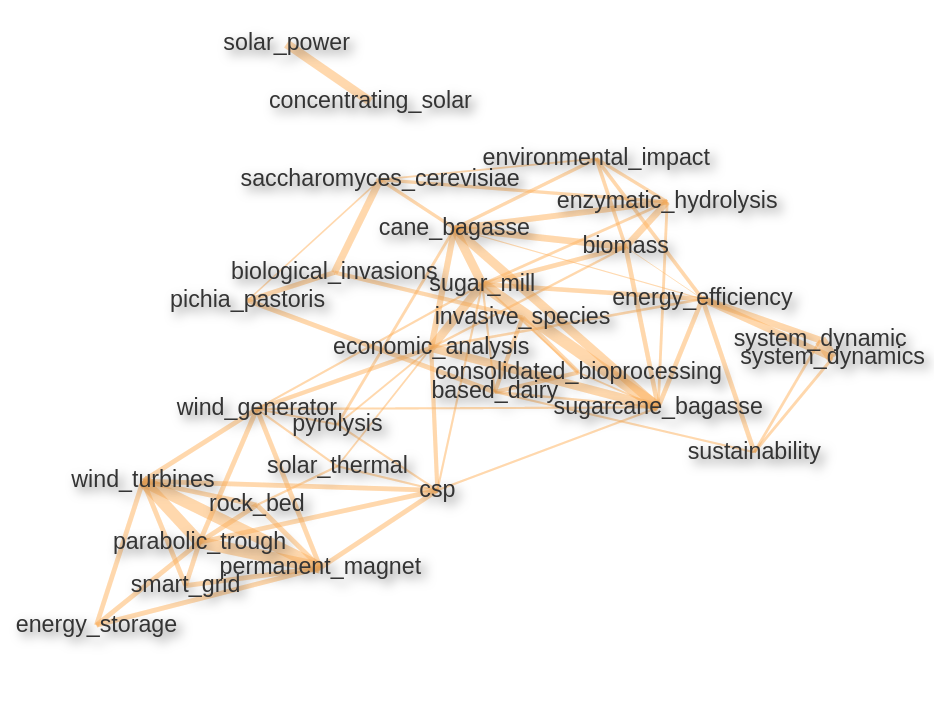 solar_power
concentrating_solar
environmental_impact
saccharomyces_cerevisiae
enzymatic_hydrolysis
cane_bagasse
biomass
biological_invasions
sugar_mill
pichia_pastoris
energy_efficiency
invasive_species
system_dynamic
economic_analysis
system_dynamics
consolidated_bioprocessing
based_dairy
wind_generator
sugarcane_bagasse
pyrolysis
sustainability
solar_thermal
wind_turbines
csp
rock_bed
parabolic_trough
permanent_magnet
smart_grid
energy_storage